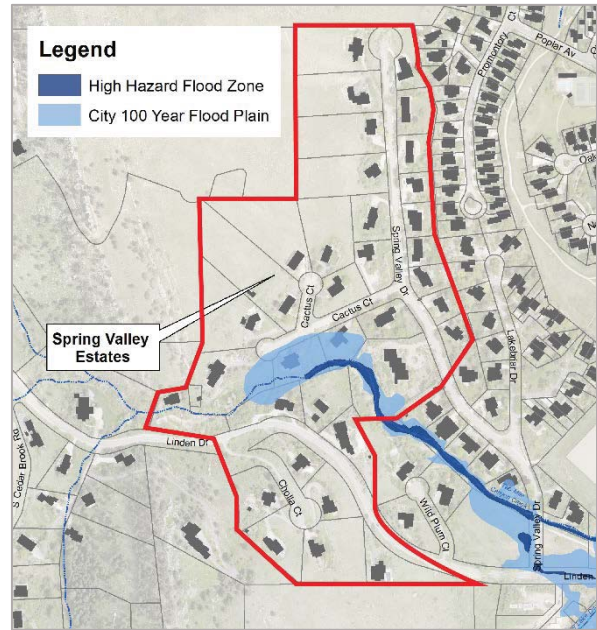 Legend
High Hazard Flood Zone
City 100 Year Flood Plain
Promontory Ct
Poplar Av
Spring Valley Dr
Cactus Ct
Cactus Ct
Spring Valley
Estates
Lakebriar Dr
S Cedar Brook Rd
Linden Dr
Cholla Ct
Wild Plum Ct
Spring Valley Dr
Linden